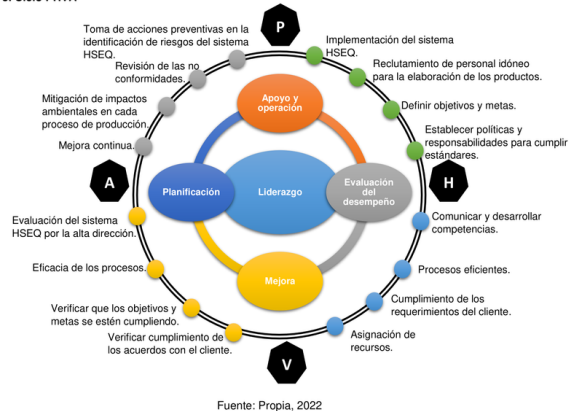 P
Toma de acciones preventivas en la
identificación de riesgos del sistema
HSEQ.
Revisión de las no
conformidades.
Mitigación de impactos
ambientales en cada
proceso de producción.
Mejora continua.
A
Implementación del sistema
HSEQ.
Reclutamiento de personal idóneo
para la elaboración de los productos.
Definir objetivos y metas.
Establecer políticas y
responsabilidades para cumplir
estándares.
H
Apoyo y
operación
Planificación
Liderazgo
Evaluación
del
desempeño
Mejora
Evaluación del sistema
HSEQ por la alta dirección.
Eficacia de los procesos.
Verificar que los objetivos y
metas se estén cumpliendo.
Verificar cumplimiento de
los acuerdos con el cliente.
Comunicar y desarrollar
competencias.
Procesos eficientes.
Cumplimiento de los
requerimientos del cliente.
Asignación de
recursos.
V
Fuente: Propia, 2022